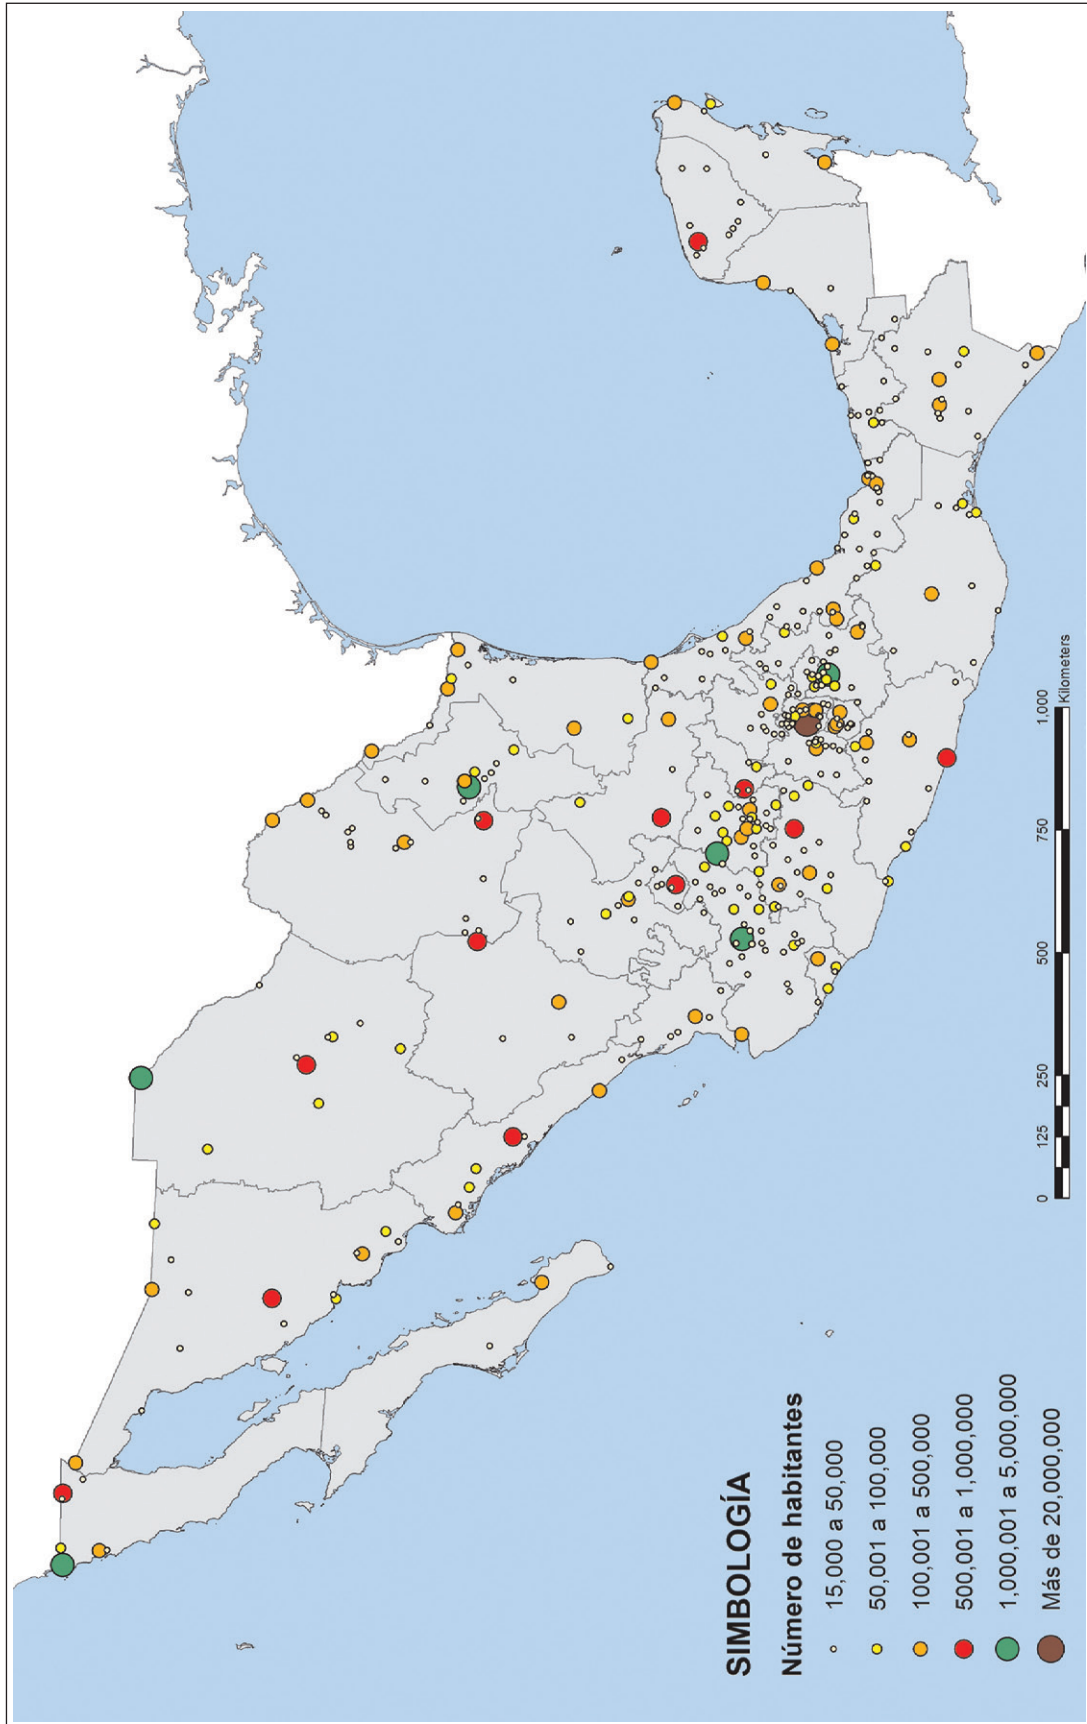 SIMBOLOGÍA
Número de habitantes
15,000 a 50,000
50,001 a 100,000
100,001 a 500,000
500,001 a 1,000,000
1,000,001 a 5,000,000
Más de 20,000,000
0 125 250 500 750 1,000
Kilometers